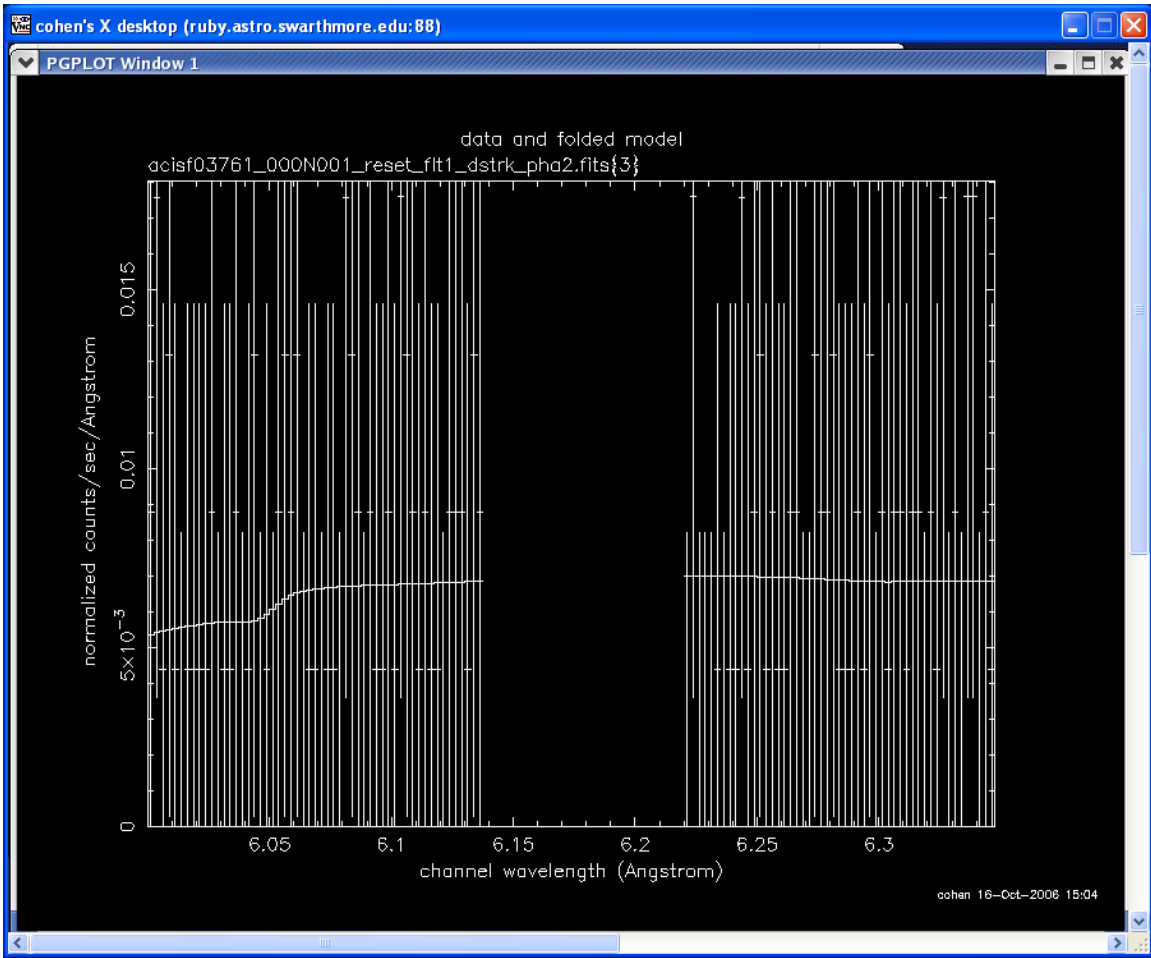 cohen's X desktop (ruby.astro.swarthmore.edu:88)
PGPLOT Window 1
data and folded model
acisf03761_000N001_reset_flt1_dstrk_pha2.fits{3}
normalized counts/sec/Angstrom
0.015
0.01
5×10−3
0
6.05 6.1 6.15 6.2 6.25 6.3
channel wavelength (Angstrom)
cohen 16-Oct-2006 15:04